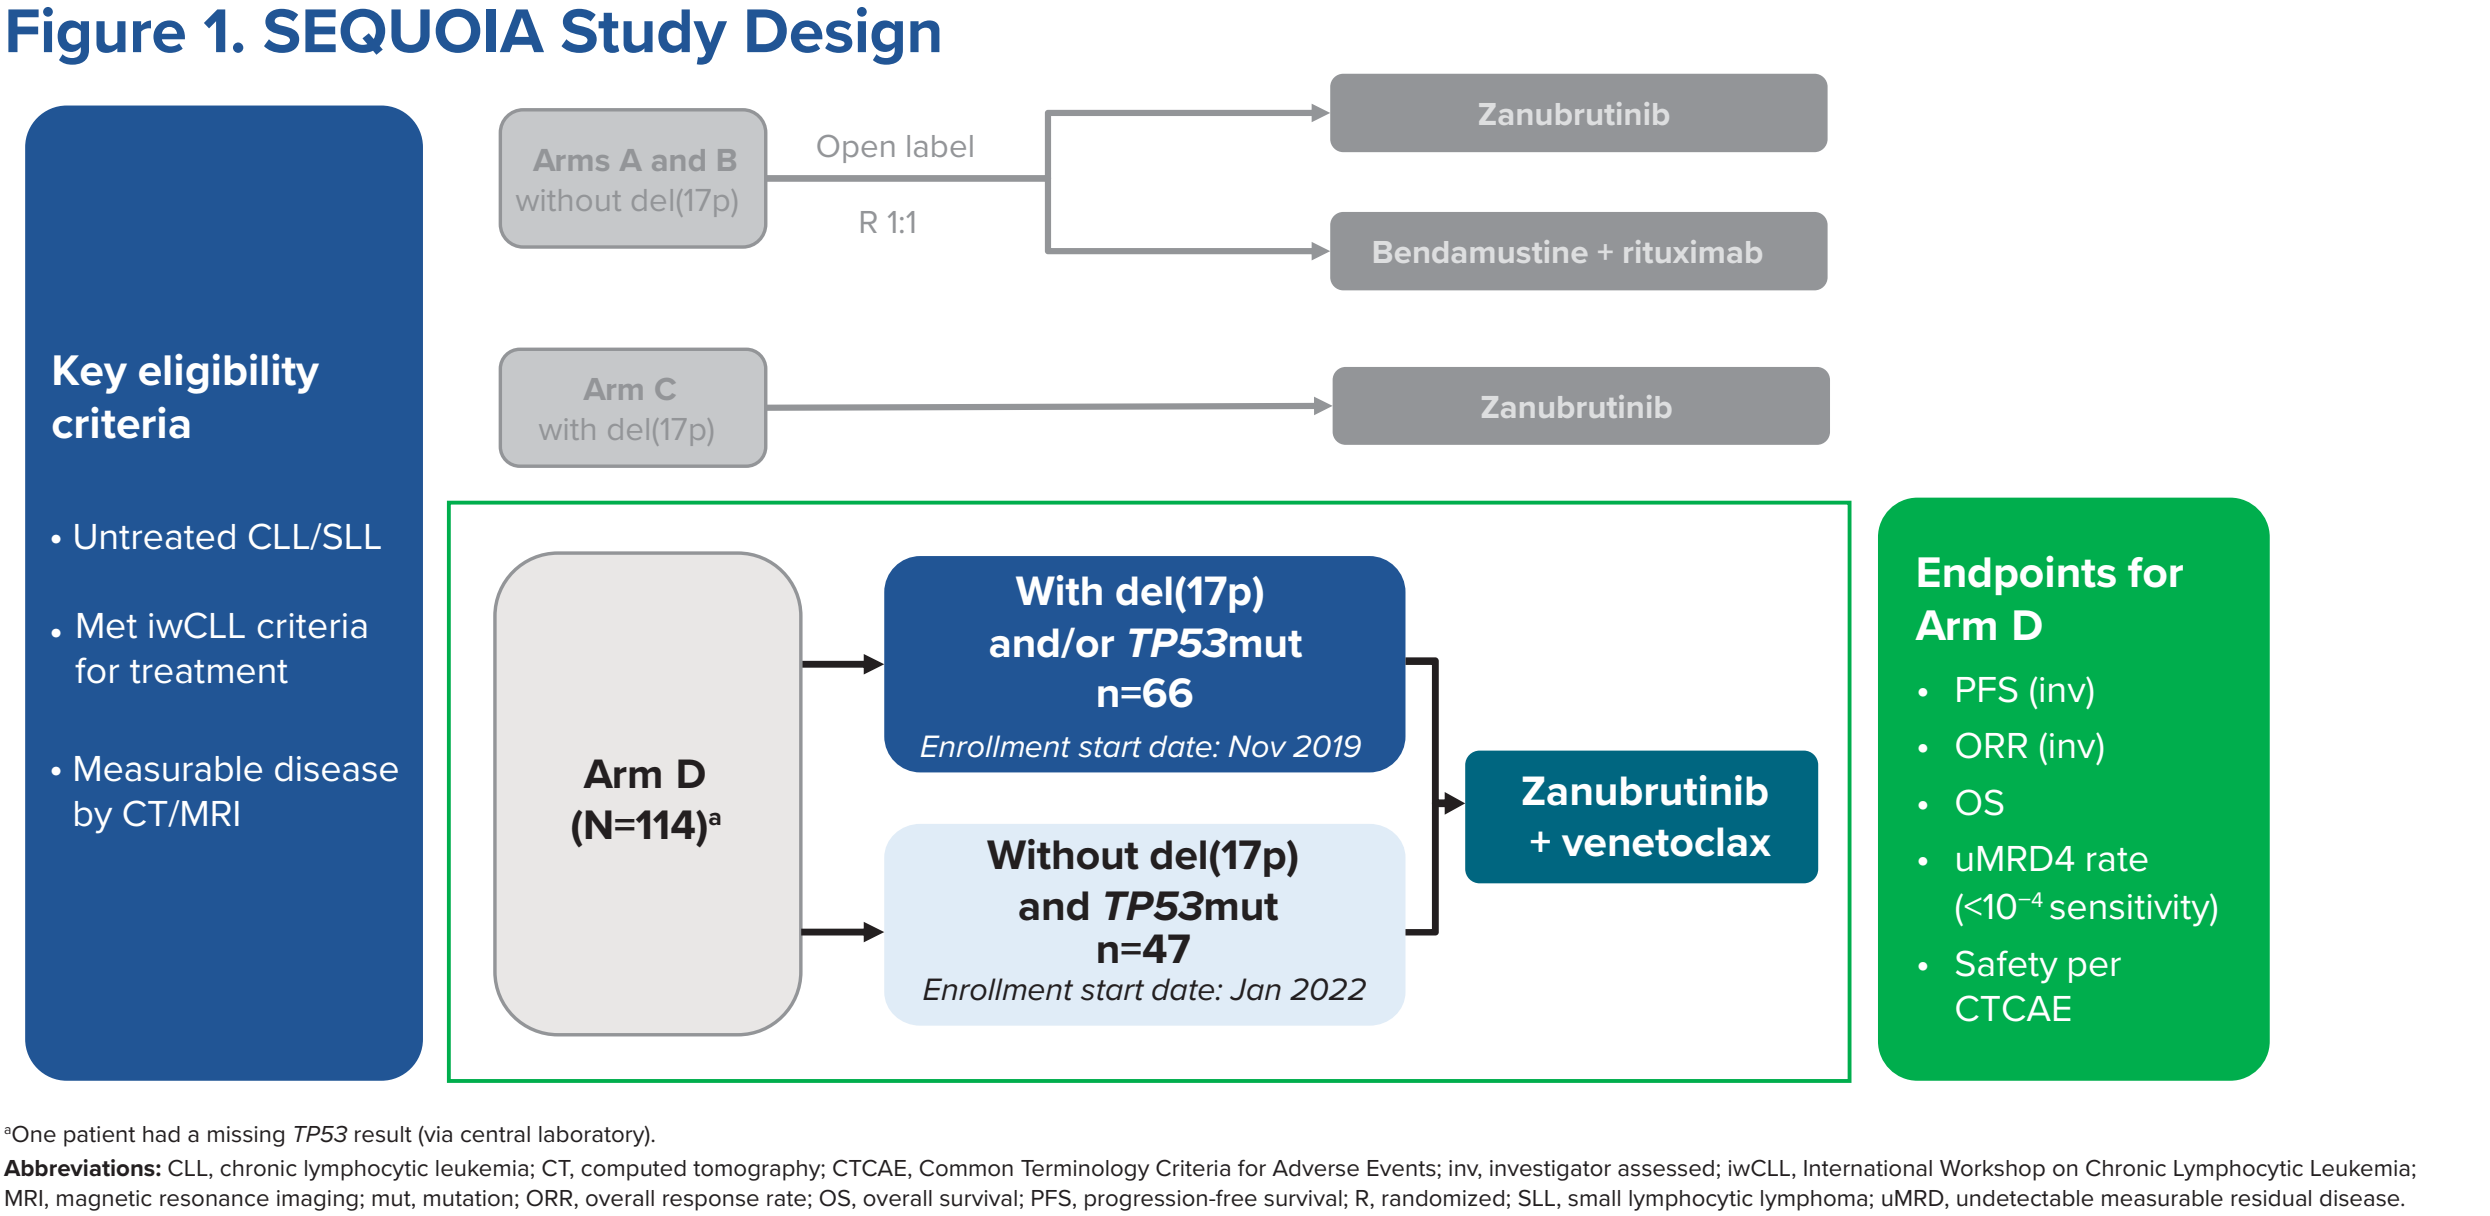 Figure 1. SEQUOIA Study Design
Key eligibility
criteria
• Untreated CLL/SLL
• Met iwCLL criteria
for treatment
• Measurable disease
by CT/MRI
Arms A and B
without del(17p)
Open label
R 1:1
Zanubrutinib
Bendamustine + rituximab
Arm C
with del(17p)
Zanubrutinib
Arm D
(N=114)ᵃ
With del(17p)
and/or TP53mut
n=66
Enrollment start date: Nov 2019
Without del(17p)
and TP53mut
n=47
Enrollment start date: Jan 2022
Zanubrutinib
+ venetoclax
Endpoints for
Arm D
• PFS (inv)
• ORR (inv)
• OS
• uMRD4 rate
(<10⁻⁴ sensitivity)
• Safety per
CTCAE
ᵃOne patient had a missing TP53 result (via central laboratory).
Abbreviations: CLL, chronic lymphocytic leukemia; CT, computed tomography; CTCAE, Common Terminology Criteria for Adverse Events; inv, investigator assessed; iwCLL, International Workshop on Chronic Lymphocytic Leukemia;
MRI, magnetic resonance imaging; mut, mutation; ORR, overall response rate; OS, overall survival; PFS, progression-free survival; R, randomized; SLL, small lymphocytic lymphoma; uMRD, undetectable measurable residual disease.